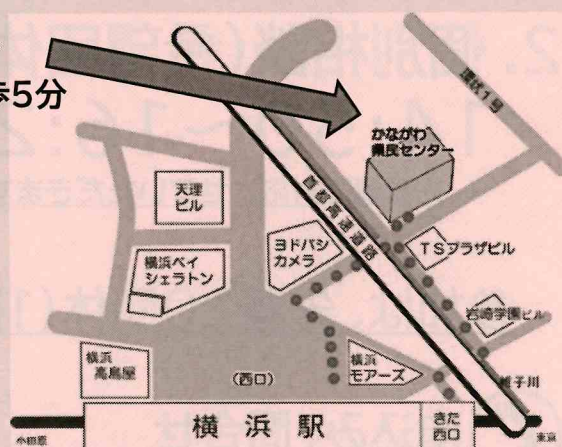 歩5分
環状1号
かながわ
県民センター
首都高速道路
天理
ビル
ヨドバシ
カメラ
TSプラザビル
横浜ベイ
シェラトン
岩崎学園ビル
横浜
高島屋
(西口)
横浜
モアーズ
帷子川
小田原
横浜駅
きた
西口
東京